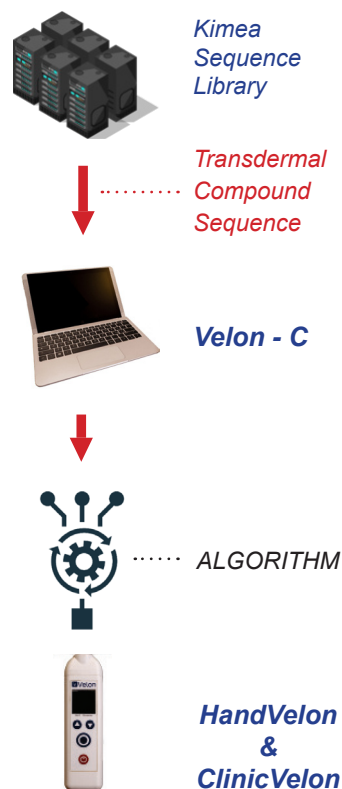 Kimea
Sequence
Library
Transdermal
Compound
Sequence
Velon - C
ALGORITHM
Velon
HandVelon
&
ClinicVelon